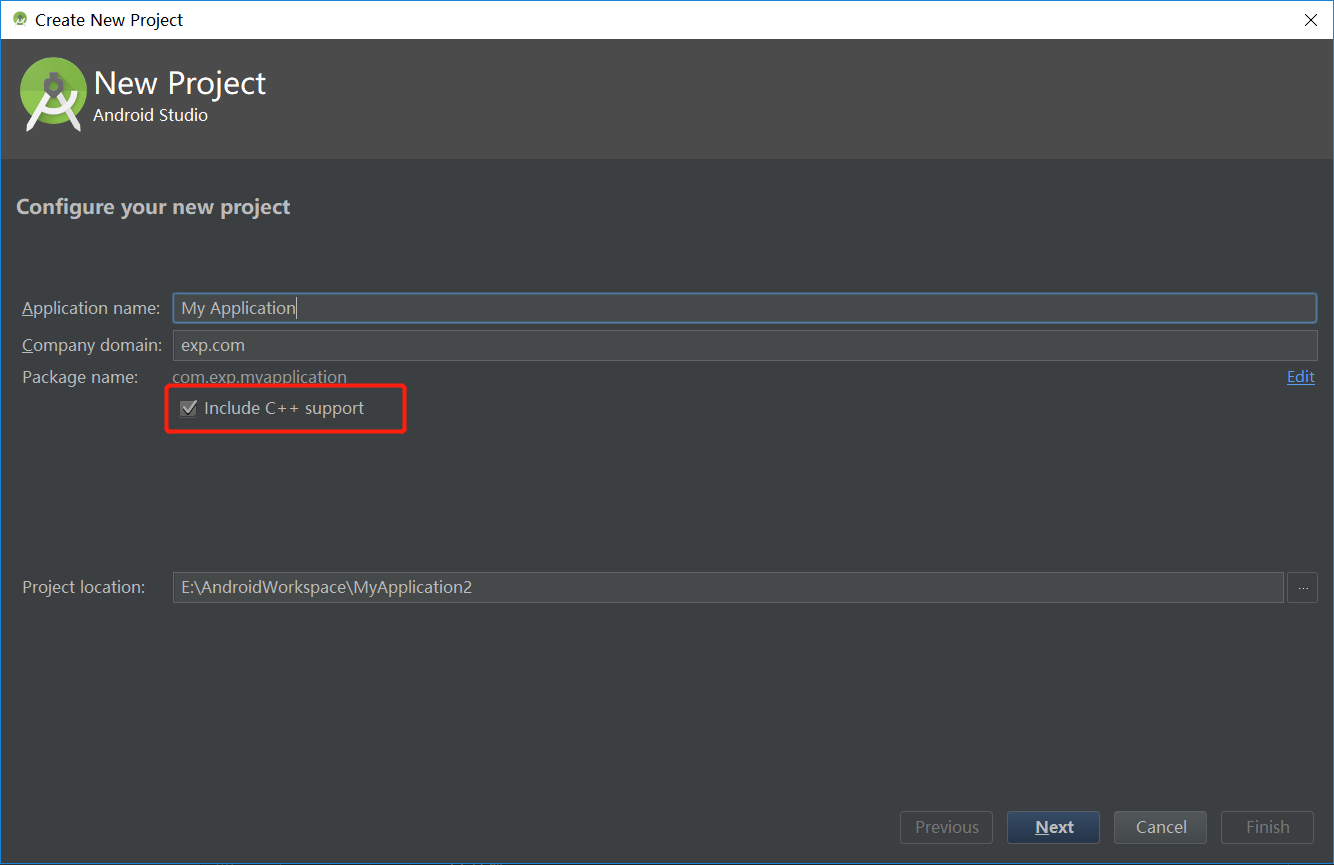 Create New Project
New Project
Android Studio
Configure your new project
Application name: My Application
Company domain: exp.com
Package name: com.exp.myapplication Edit
Include C++ support
Project location: E:\AndroidWorkspace\MyApplication2 ...
Previous Next Cancel Finish